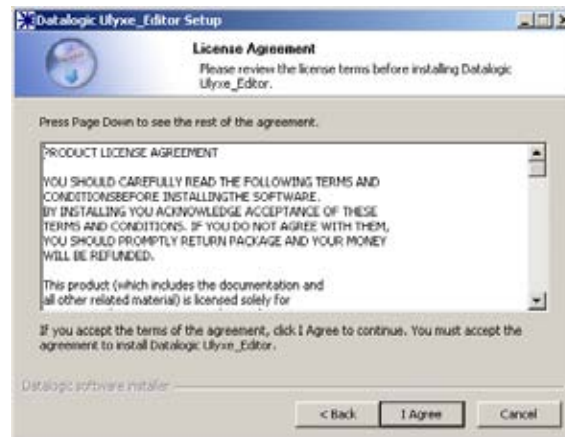 Datalogic Ulyxe_Editor Setup
License Agreement
Please review the license terms before installing Datalogic
Ulyxe_Editor.
Press Page Down to see the rest of the agreement.
PRODUCT LICENSE AGREEMENT
YOU SHOULD CAREFULLY READ THE FOLLOWING TERMS AND
CONDITIONSBEFORE INSTALLINGTHE SOFTWARE.
BY INSTALLING YOU ACKNOWLEDGE ACCEPTANCE OF THESE
TERMS AND CONDITIONS. IF YOU DO NOT AGREE WITH THEM,
YOU SHOULD PROMPTLY RETURN PACKAGE AND YOUR MONEY
WILL BE REFUNDED.
This product (which includes the documentation and
all other related material) is licensed solely for
If you accept the terms of the agreement, click I Agree to continue. You must accept the
agreement to install Datalogic Ulyxe_Editor.
Datalogic software installer
< Back I Agree Cancel